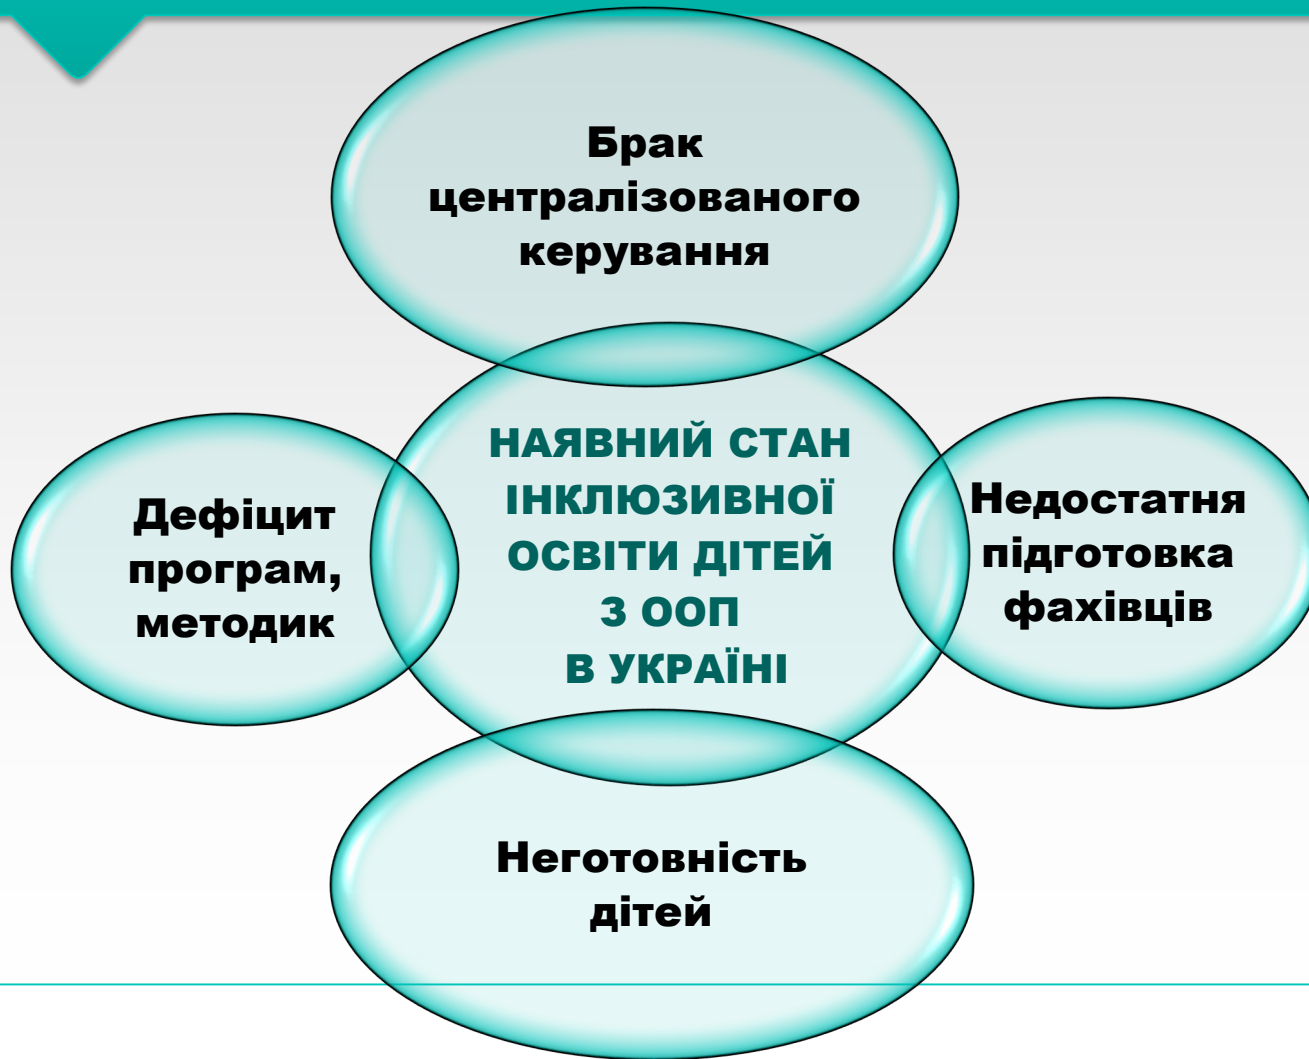 Брак
централізованого
керування
НАЯВНИЙ СТАН
ІНКЛЮЗИВНОЇ
ОСВІТИ ДІТЕЙ
З ООП
В УКРАЇНІ
Дефіцит
програм,
методик
Недостатня
підготовка
фахівців
Неготовність
дітей